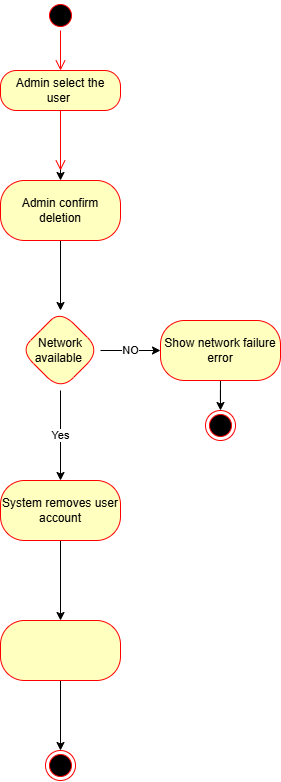 Admin select the
user
Admin confirm
deletion
Network
available
NO
Show network failure
error
Yes
System removes user
account